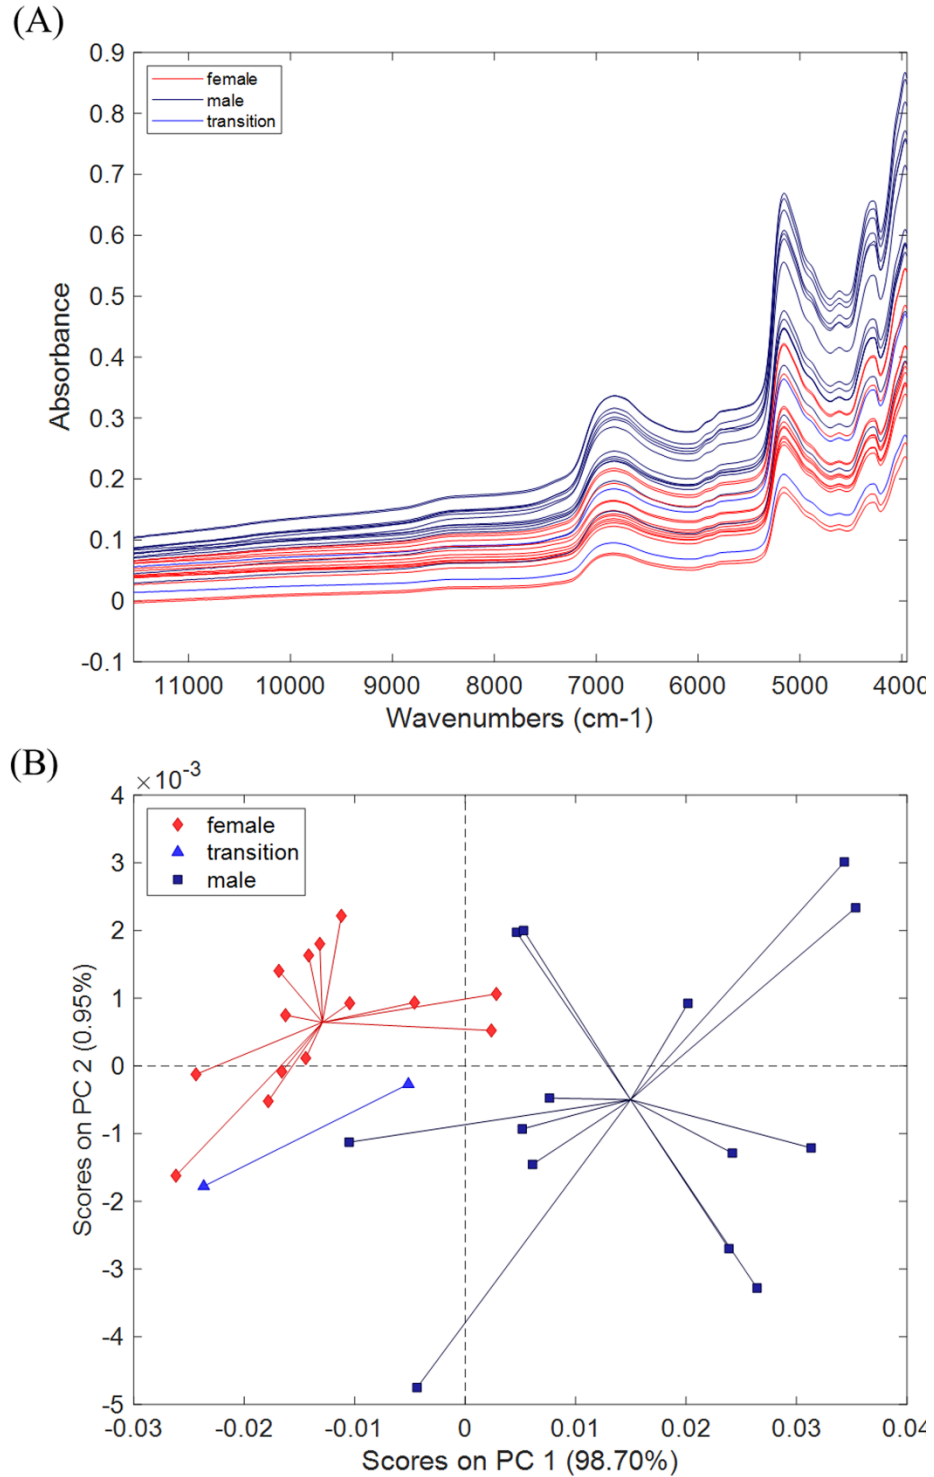 (A)
0.9
0.8
0.7
0.6
0.5
0.4
0.3
0.2
0.1
0
-0.1
Absorbance
female
male
transition
11000 10000 9000 8000 7000 6000 5000 4000
Wavenumbers (cm-1)
(B)
×10-3
4
3
2
1
0
-1
-2
-3
-4
-5
Scores on PC 2 (0.95%)
female
transition
male
-0.03 -0.02 -0.01 0 0.01 0.02 0.03 0.04
Scores on PC 1 (98.70%)